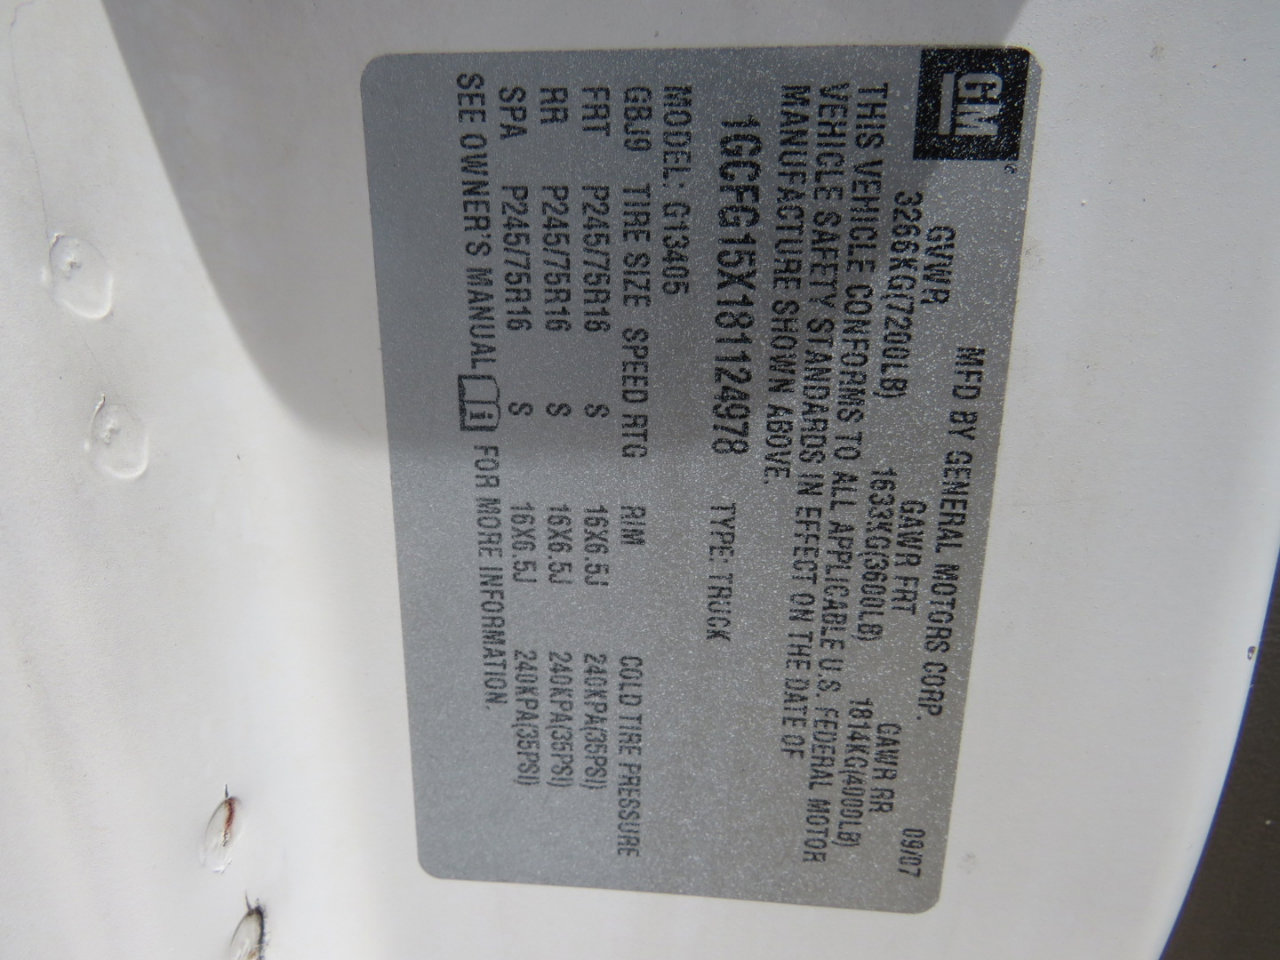 GM
MFD BY GENERAL MOTORS CORP. 09/07
GVWR GAWR FRT GAWR RR
3266KG(7200LB) 1633KG(3600LB) 1814KG(4000LB)
THIS VEHICLE CONFORMS TO ALL APPLICABLE U.S. FEDERAL MOTOR
VEHICLE SAFETY STANDARDS IN EFFECT ON THE DATE OF
MANUFACTURE SHOWN ABOVE.
1GCFG15X181124978 TYPE: TRUCK
MODEL: G13405
GBJ9 TIRE SIZE SPEED RTG RIM COLD TIRE PRESSURE
FRT P245/75R16 S 16X6.5J 240KPA(35PSI)
RR P245/75R16 S 16X6.5J 240KPA(35PSI)
SPA P245/75R16 S 16X6.5J 240KPA(35PSI)
SEE OWNER'S MANUAL i FOR MORE INFORMATION.